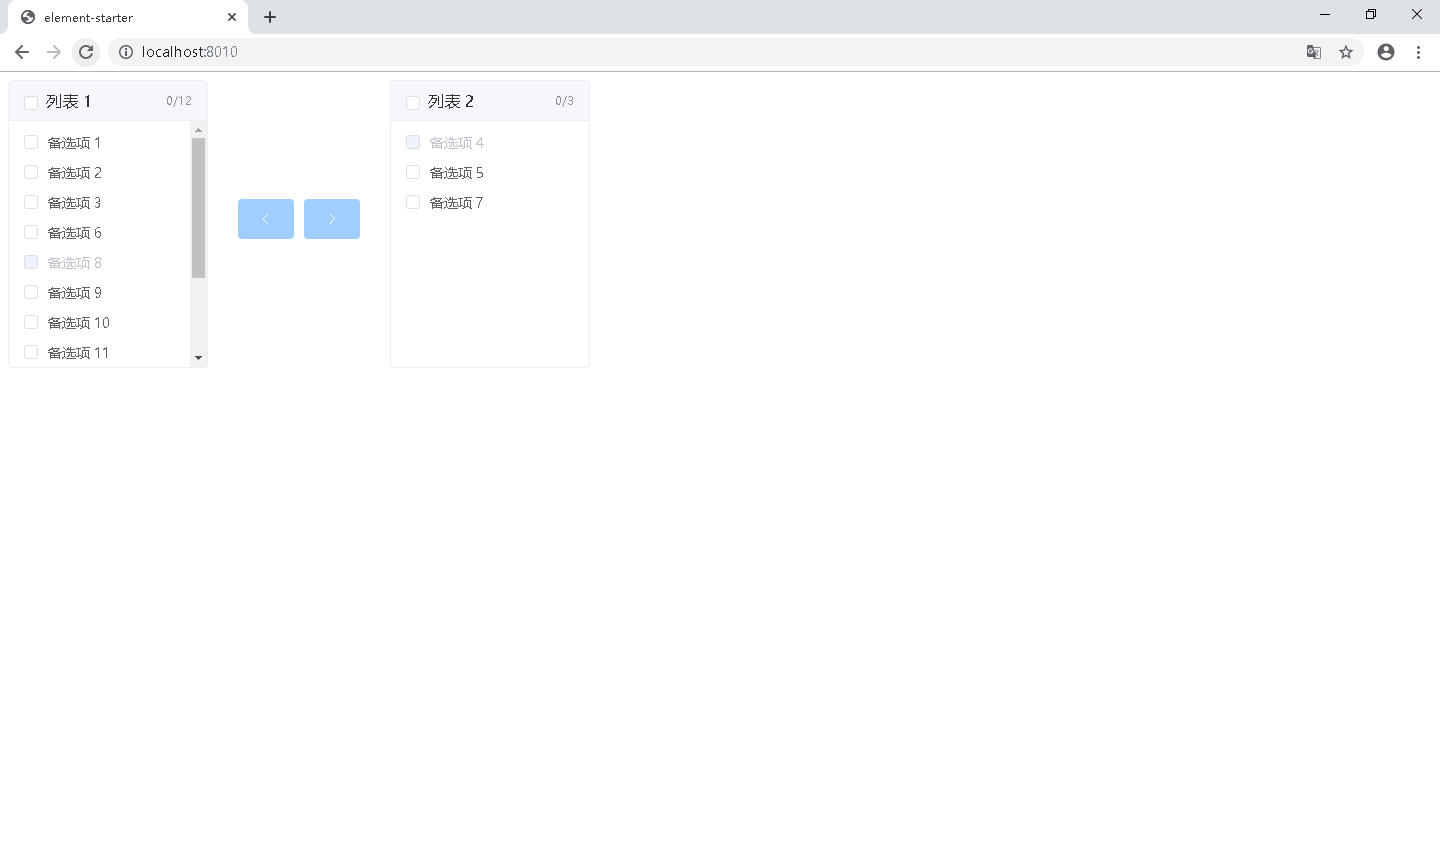 element-starter
localhost:8010
列表 1 0/12
备选项 1
备选项 2
备选项 3
备选项 6
备选项 8
备选项 9
备选项 10
备选项 11
列表 2 0/3
备选项 4
备选项 5
备选项 7